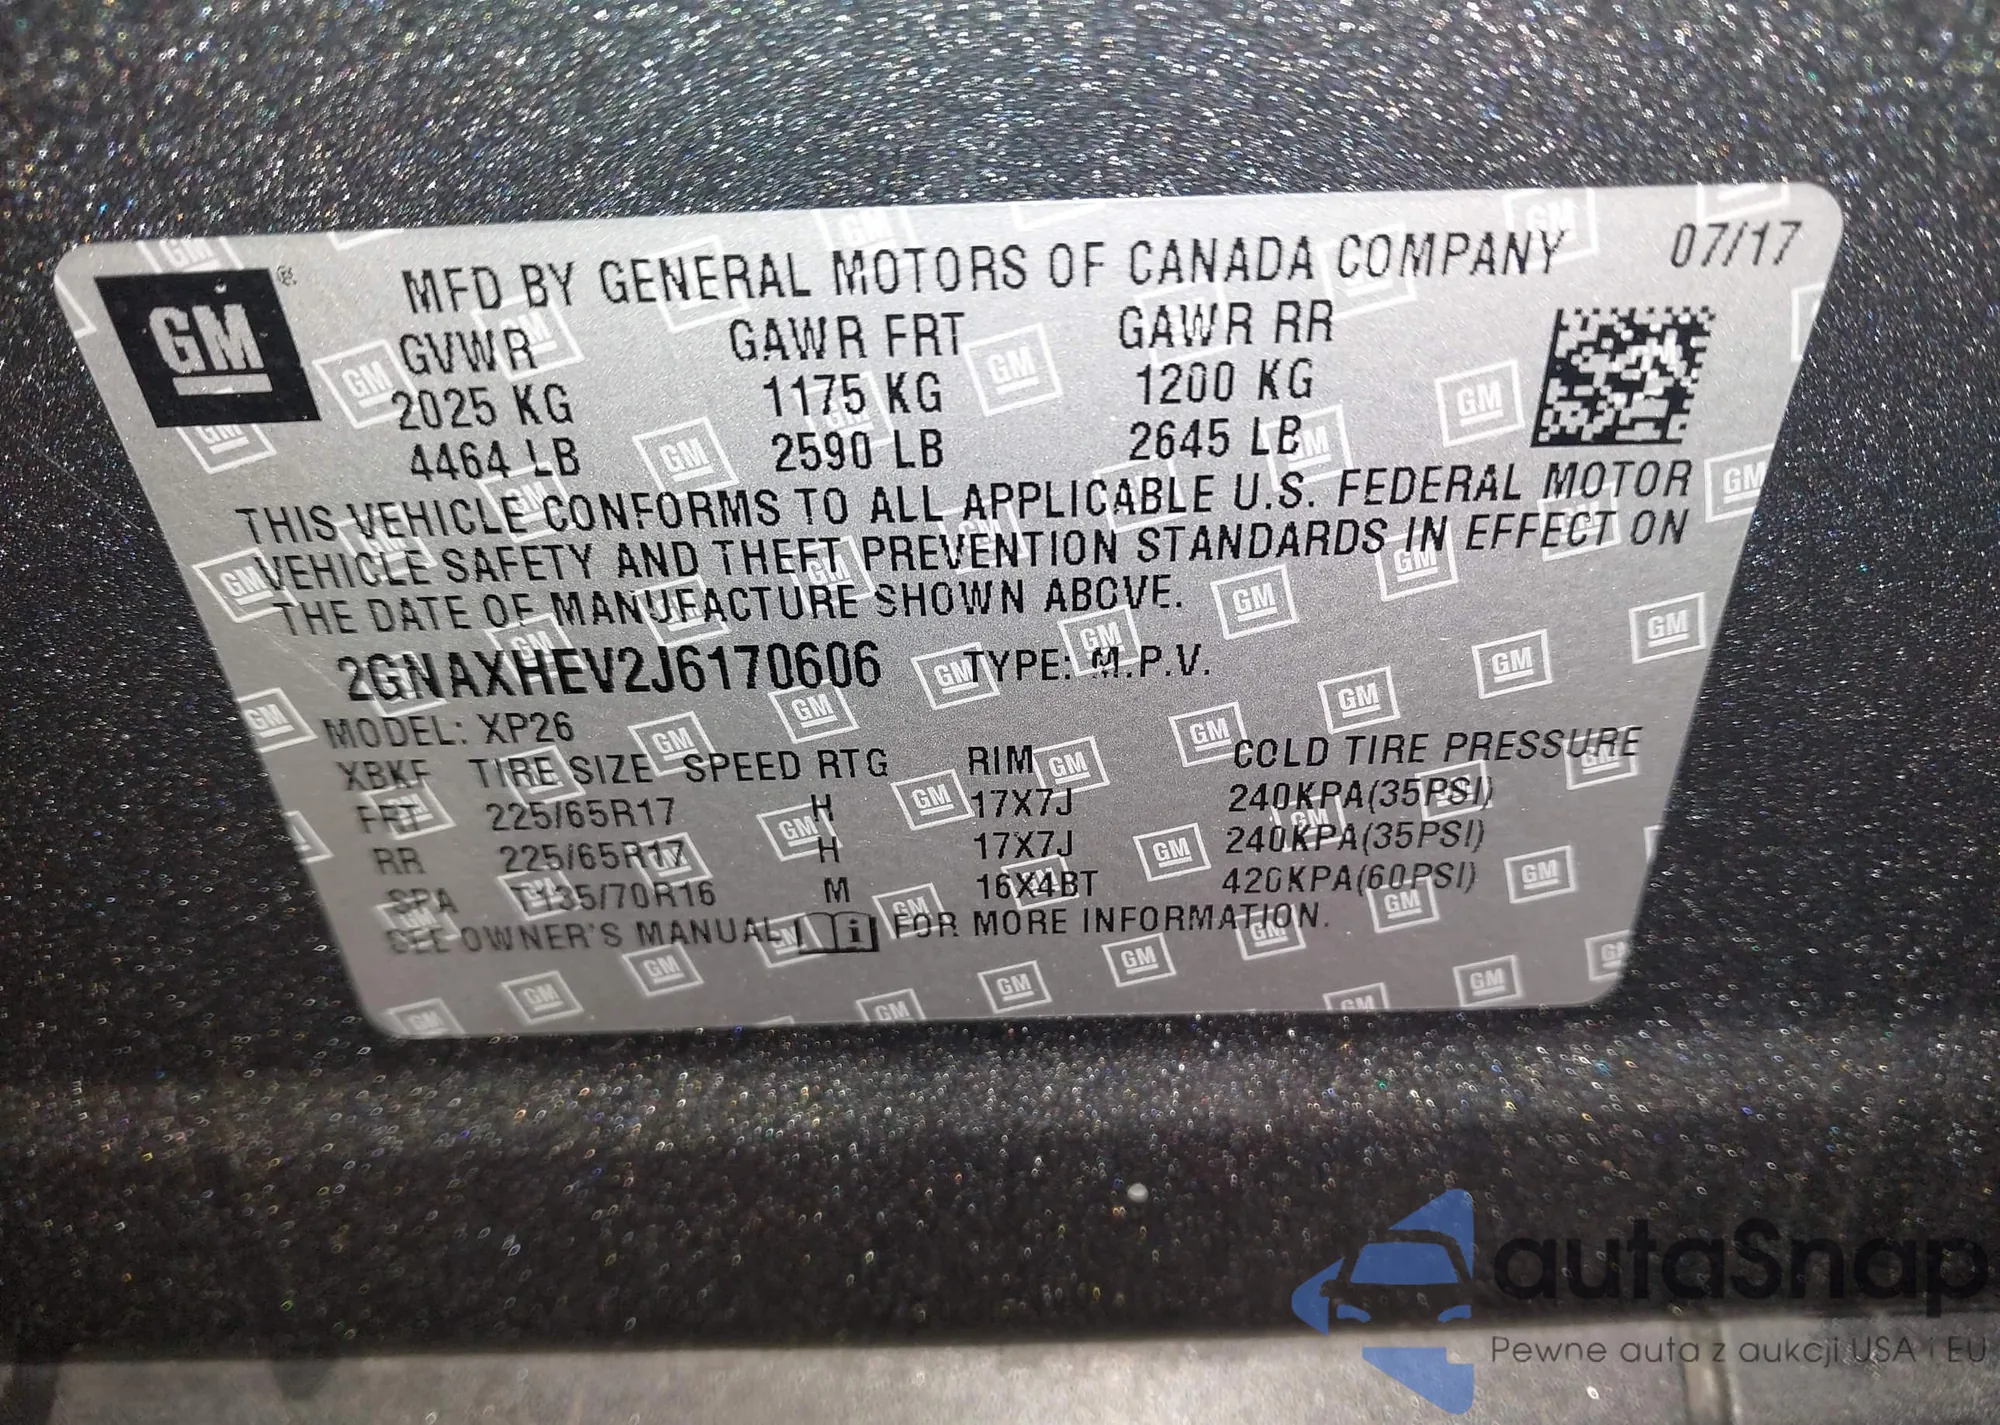 GM ® MFD BY GENERAL MOTORS OF CANADA COMPANY 07/17
GVWR GAWR FRT GAWR RR
2025 KG 1175 KG 1200 KG
4464 LB 2590 LB 2645 LB
THIS VEHICLE CONFORMS TO ALL APPLICABLE U.S. FEDERAL MOTOR
VEHICLE SAFETY AND THEFT PREVENTION STANDARDS IN EFFECT ON
THE DATE OF MANUFACTURE SHOWN ABOVE.
2GNAXHEV2J6170606 TYPE: M.P.V.
MODEL: XP26
XBKF TIRE SIZE SPEED RTG RIM COLD TIRE PRESSURE
FRT 225/65R17 H 17X7J 240KPA(35PSI)
RR 225/65R17 H 17X7J 240KPA(35PSI)
SPA T135/70R16 M 16X4BT 420KPA(60PSI)
SEE OWNER'S MANUAL i FOR MORE INFORMATION.
autaSnap
Pewne auta z aukcji USA i EU